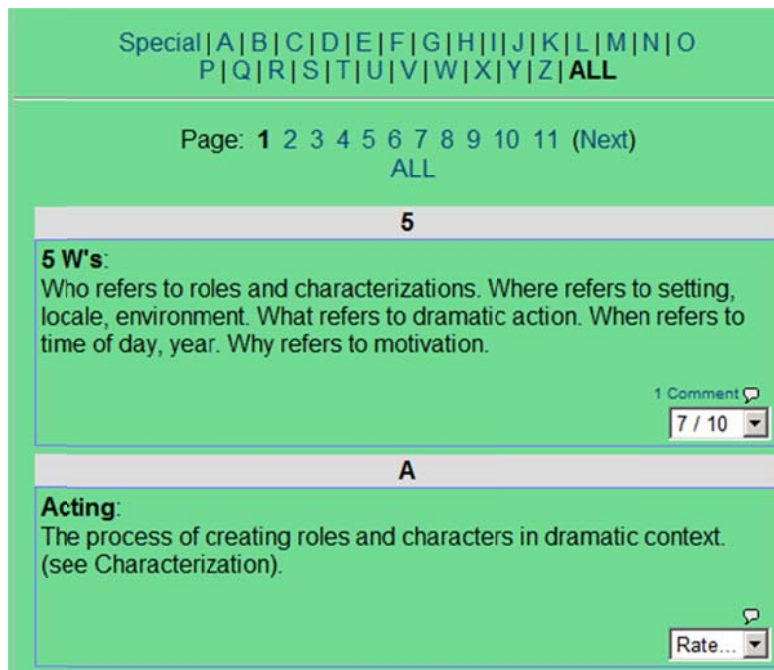 Special | A | B | C | D | E | F | G | H | I | J | K | L | M | N | O
P | Q | R | S | T | U | V | W | X | Y | Z | ALL
Page: 1 2 3 4 5 6 7 8 9 10 11 (Next)
ALL
5
5 W's:
Who refers to roles and characterizations. Where refers to setting,
locale, environment. What refers to dramatic action. When refers to
time of day, year. Why refers to motivation.
1 Comment
7 / 10
A
Acting:
The process of creating roles and characters in dramatic context.
(see Characterization).
Rate...